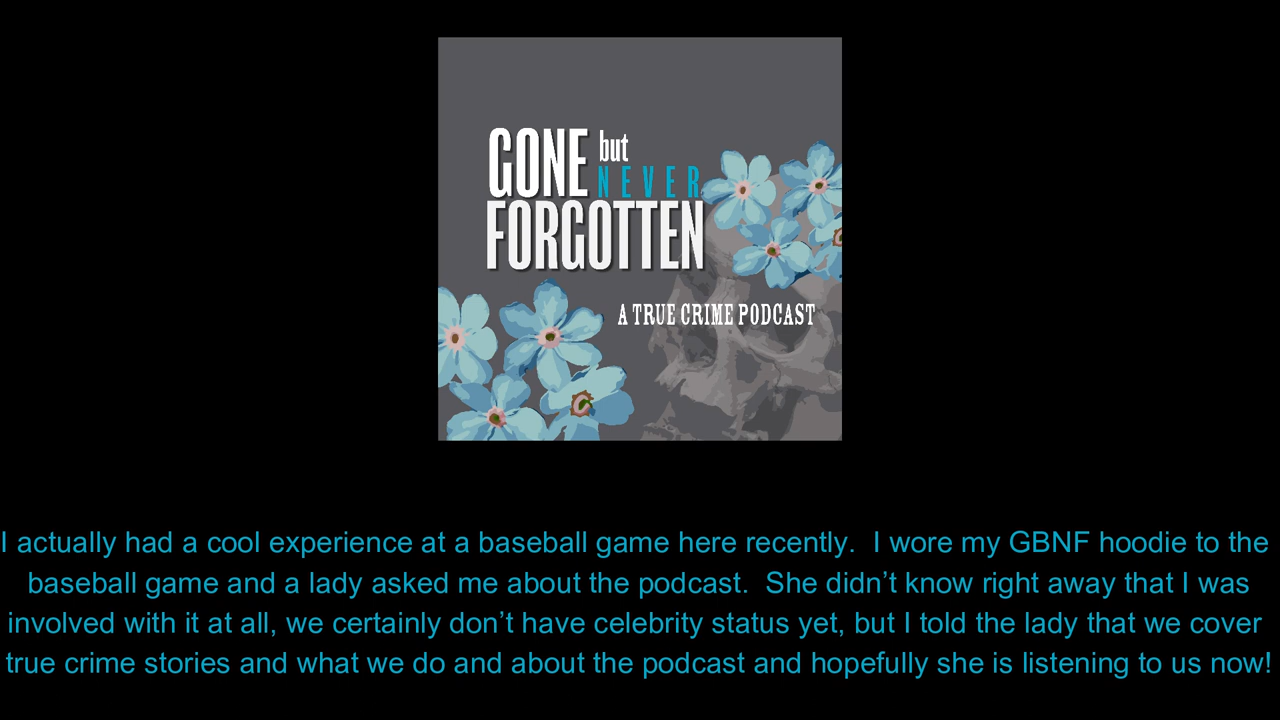 GONE but
NEVER
FORGOTTEN
A TRUE CRIME PODCAST
I actually had a cool experience at a baseball game here recently.  I wore my GBNF hoodie to the
baseball game and a lady asked me about the podcast.  She didn’t know right away that I was
involved with it at all, we certainly don’t have celebrity status yet, but I told the lady that we cover
true crime stories and what we do and about the podcast and hopefully she is listening to us now!